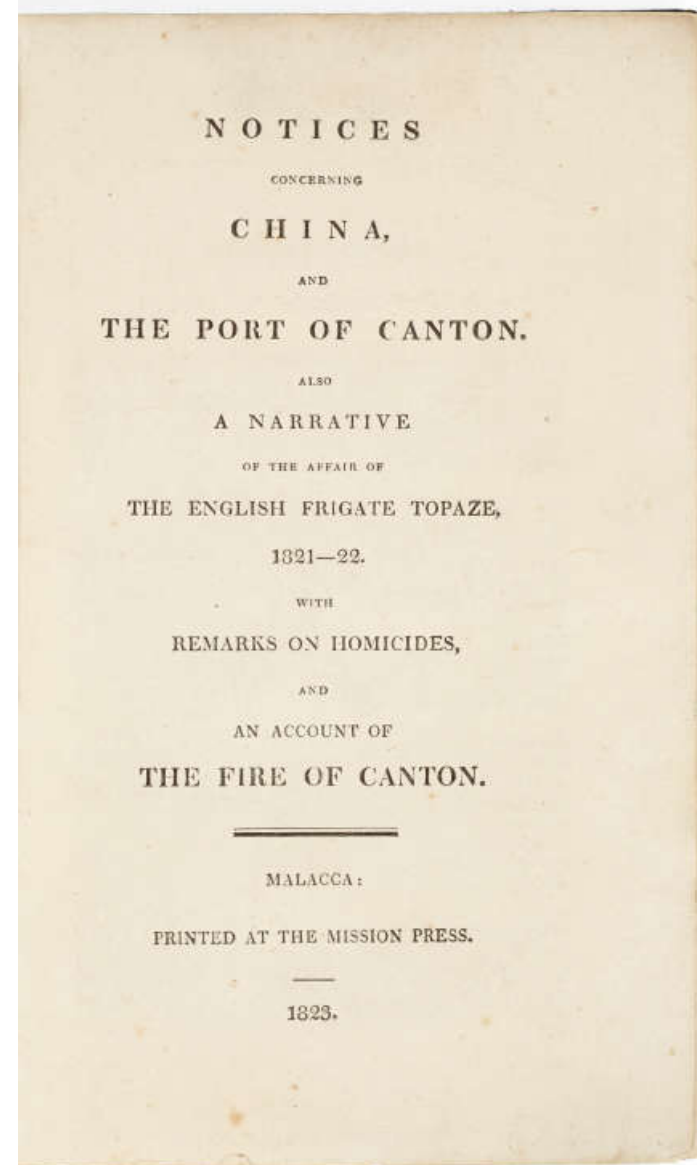 NOTICES
CONCERNING
CHINA,
AND
THE PORT OF CANTON.
ALSO
A NARRATIVE
OF THE AFFAIR OF
THE ENGLISH FRIGATE TOPAZE,
1821—22.
WITH
REMARKS ON HOMICIDES,
AND
AN ACCOUNT OF
THE FIRE OF CANTON.
MALACCA:
PRINTED AT THE MISSION PRESS.
1823.